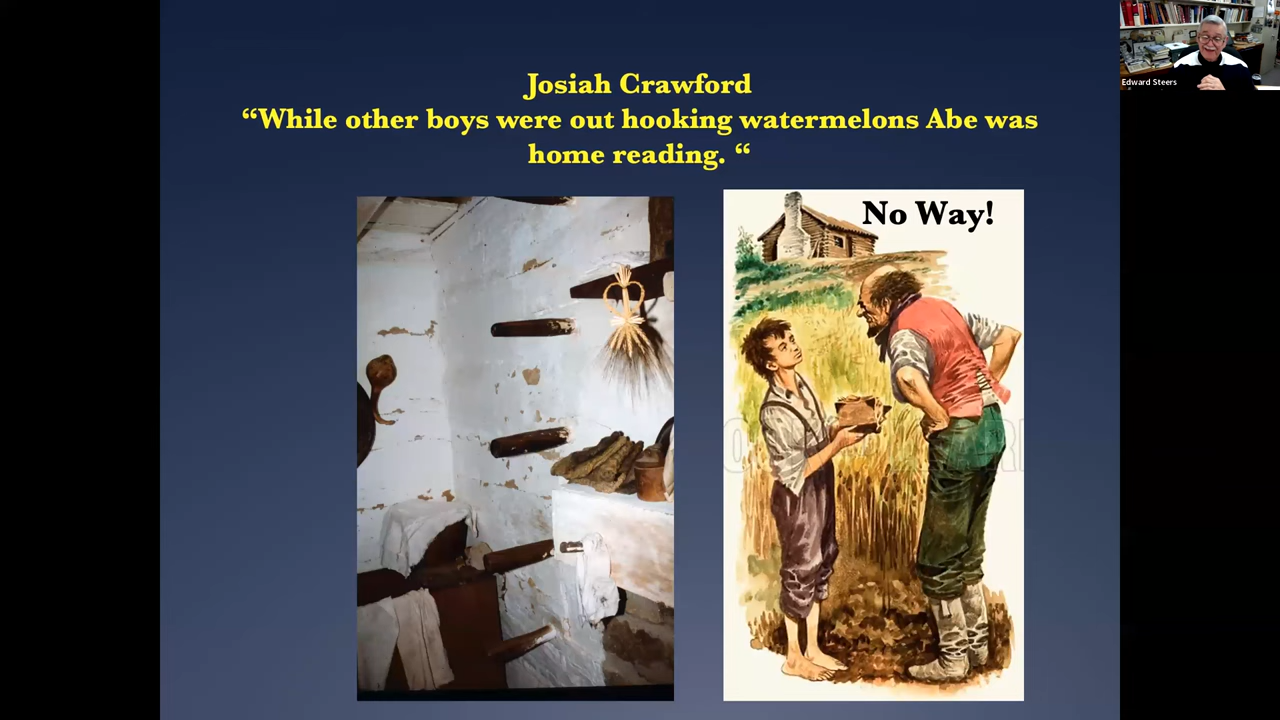 Josiah Crawford
“While other boys were out hooking watermelons Abe was
home reading. “
No Way!
Edward Steers